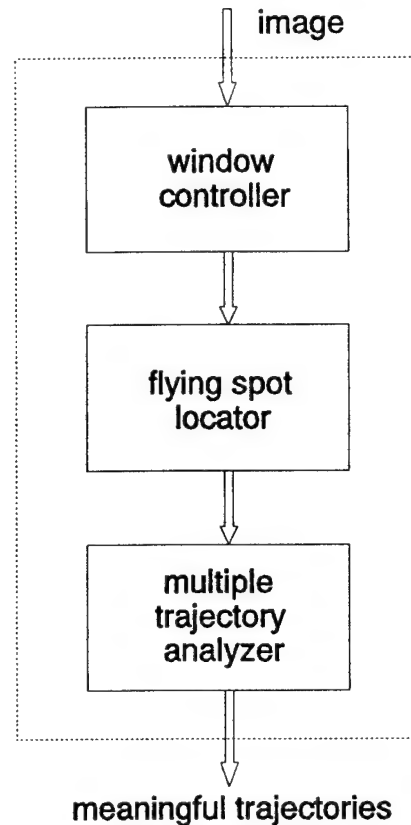 image
window
controller
flying spot
locator
multiple
trajectory
analyzer
meaningful trajectories